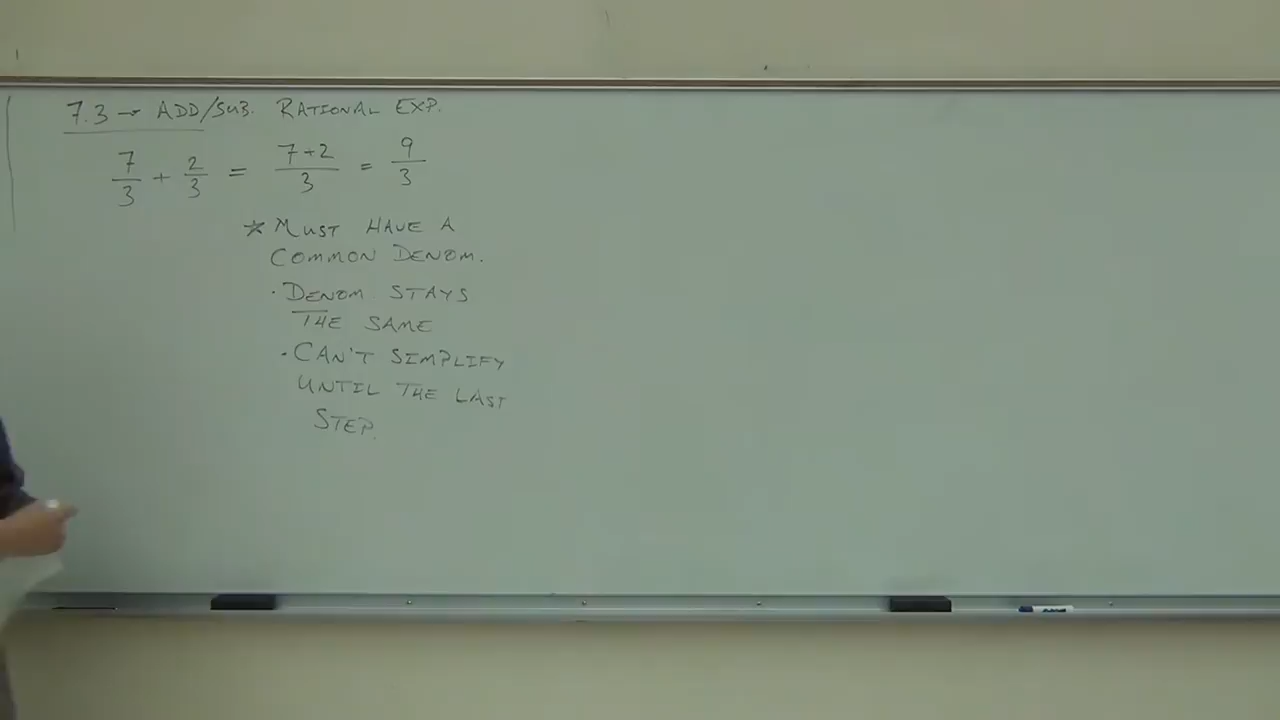 7.3 → ADD/SUB. RATIONAL EXP.
7/3 + 2/3 = 7+2/3 = 9/3
☆ MUST HAVE A
COMMON DENOM.
· DENOM. STAYS
THE SAME
· CAN'T SIMPLIFY
UNTIL THE LAST
STEP.